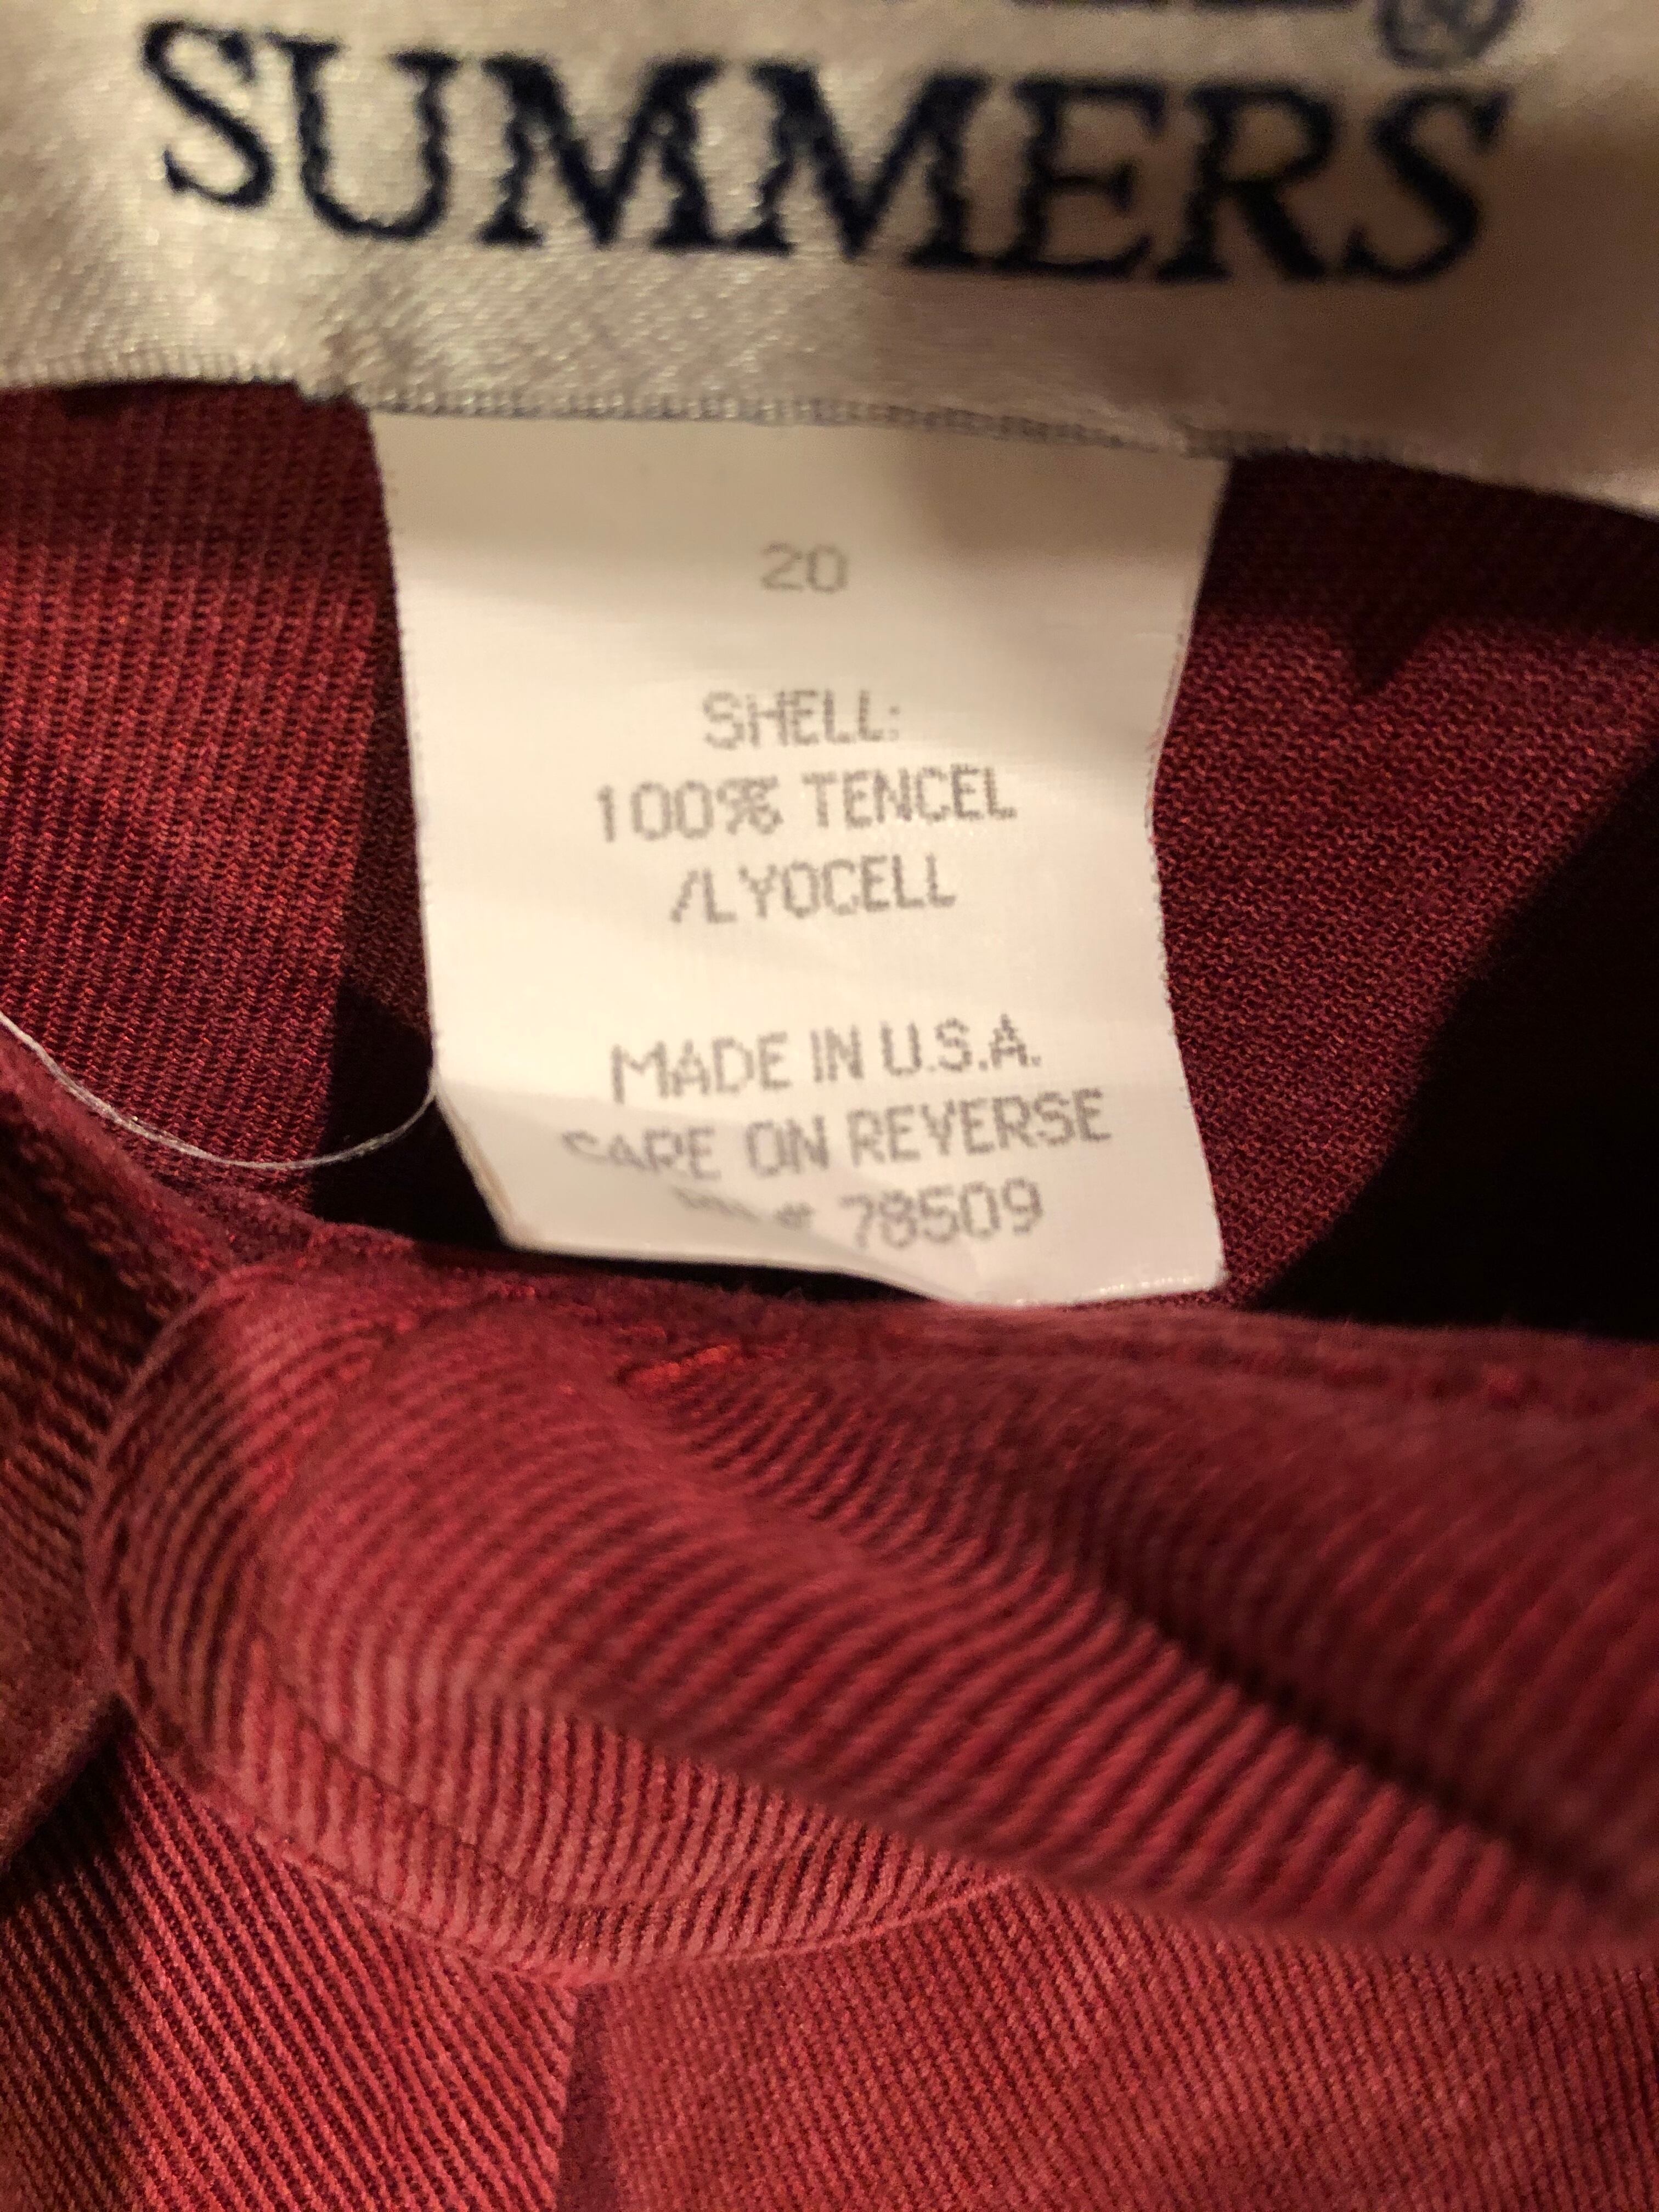 SUMMERS
20
SHELL:
100% TENCEL
/LYOCELL
MADE IN U.S.A.
CARE ON REVERSE
# 78509